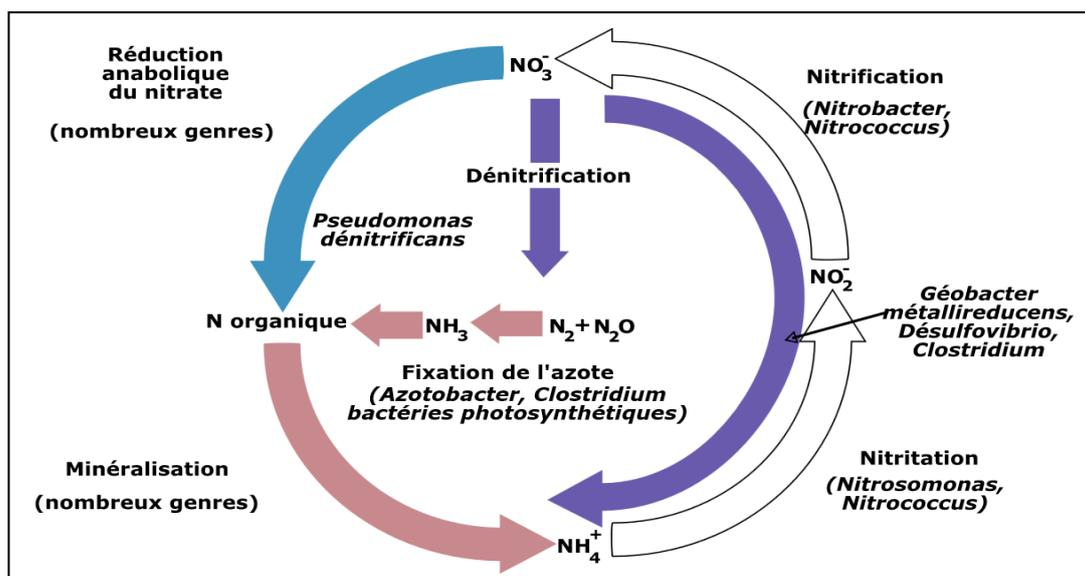 Réduction
anabolique
du nitrate
(nombreux genres)
NO₃⁻
Nitrification
(Nitrobacter,
Nitrococcus)
Dénitrification
Pseudomonas
dénitrificans
NO₂⁻
Géobacter
métallireducens,
Désulfovibrio,
Clostridium
N organique
NH₃
N₂+N₂O
Fixation de l'azote
(Azotobacter, Clostridium
bactéries photosynthétiques)
Minéralisation
(nombreux genres)
Nitritation
(Nitrosomonas,
Nitrococcus)
NH₄⁺